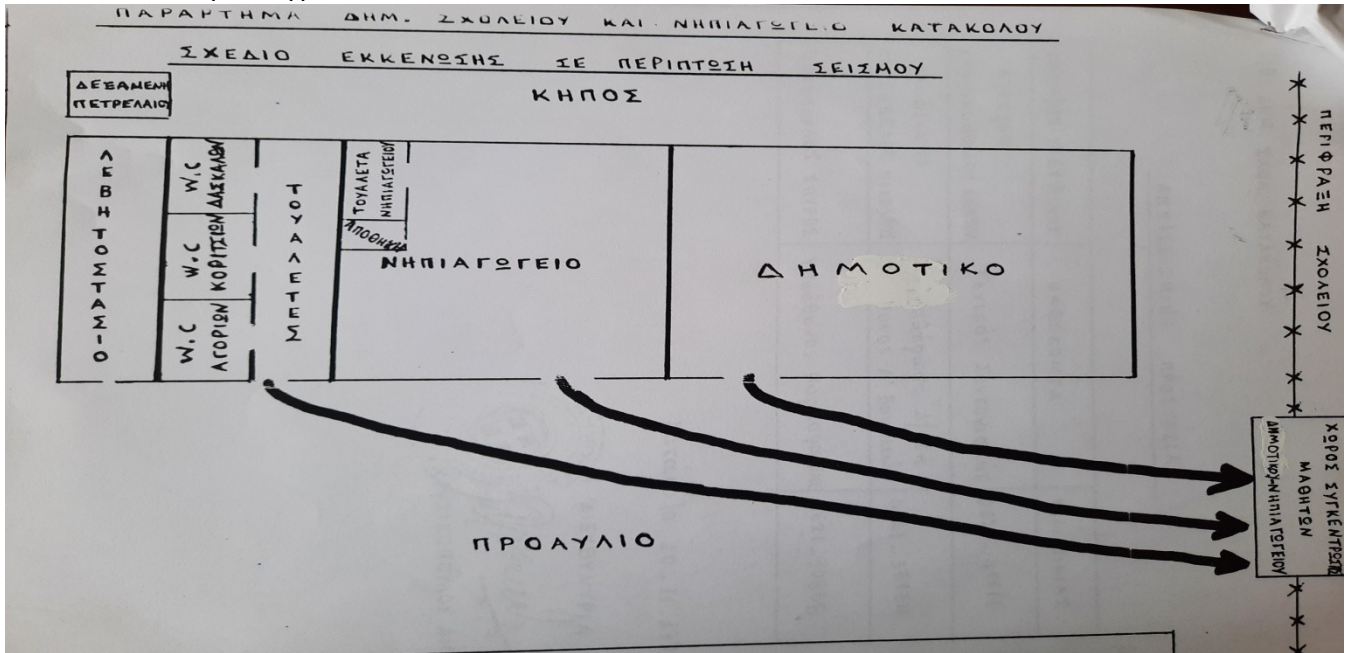 ΠΑΡΑΡΤΗΜΑ ΔΗΜ. ΣΧΟΛΕΙΟΥ ΚΑΙ ΝΗΠΙΑΓΩΓΕΙΟ ΚΑΤΑΚΟΛΟΥ
ΣΧΕΔΙΟ ΕΚΚΕΝΩΣΗΣ ΣΕ ΠΕΡΙΠΤΩΣΗ ΣΕΙΣΜΟΥ
ΔΕΞΑΜΕΝΗ
ΠΕΤΡΕΛΑΙΟΥ
ΚΗΠΟΣ
ΛΕΒΗΤΟΣΤΑΣΙΟ
W.C
ΔΑΣΚΑΛΩΝ
W.C
ΚΟΡΙΤΣΙΩΝ
W.C
ΑΓΟΡΙΩΝ
ΤΟΥΑΛΕΤΕΣ
ΤΟΥΑΛΕΤΑ
ΝΗΠΙΑΓΩΓΕΙΟΥ
ΑΠΟΘΗΚΗ
ΝΗΠΙΑΓΩΓΕΙΟ
ΔΗΜΟΤΙΚΟ
ΠΕΡΙΦΡΑΞΗ ΣΧΟΛΕΙΟΥ
ΧΩΡΟΣ ΣΥΓΚΕΝΤΡΩΣΗΣ
ΜΑΘΗΤΩΝ
ΔΗΜΟΤΙΚΟΥ-ΝΗΠΙΑΓΩΓΕΙΟΥ
ΠΡΟΑΥΛΙΟ